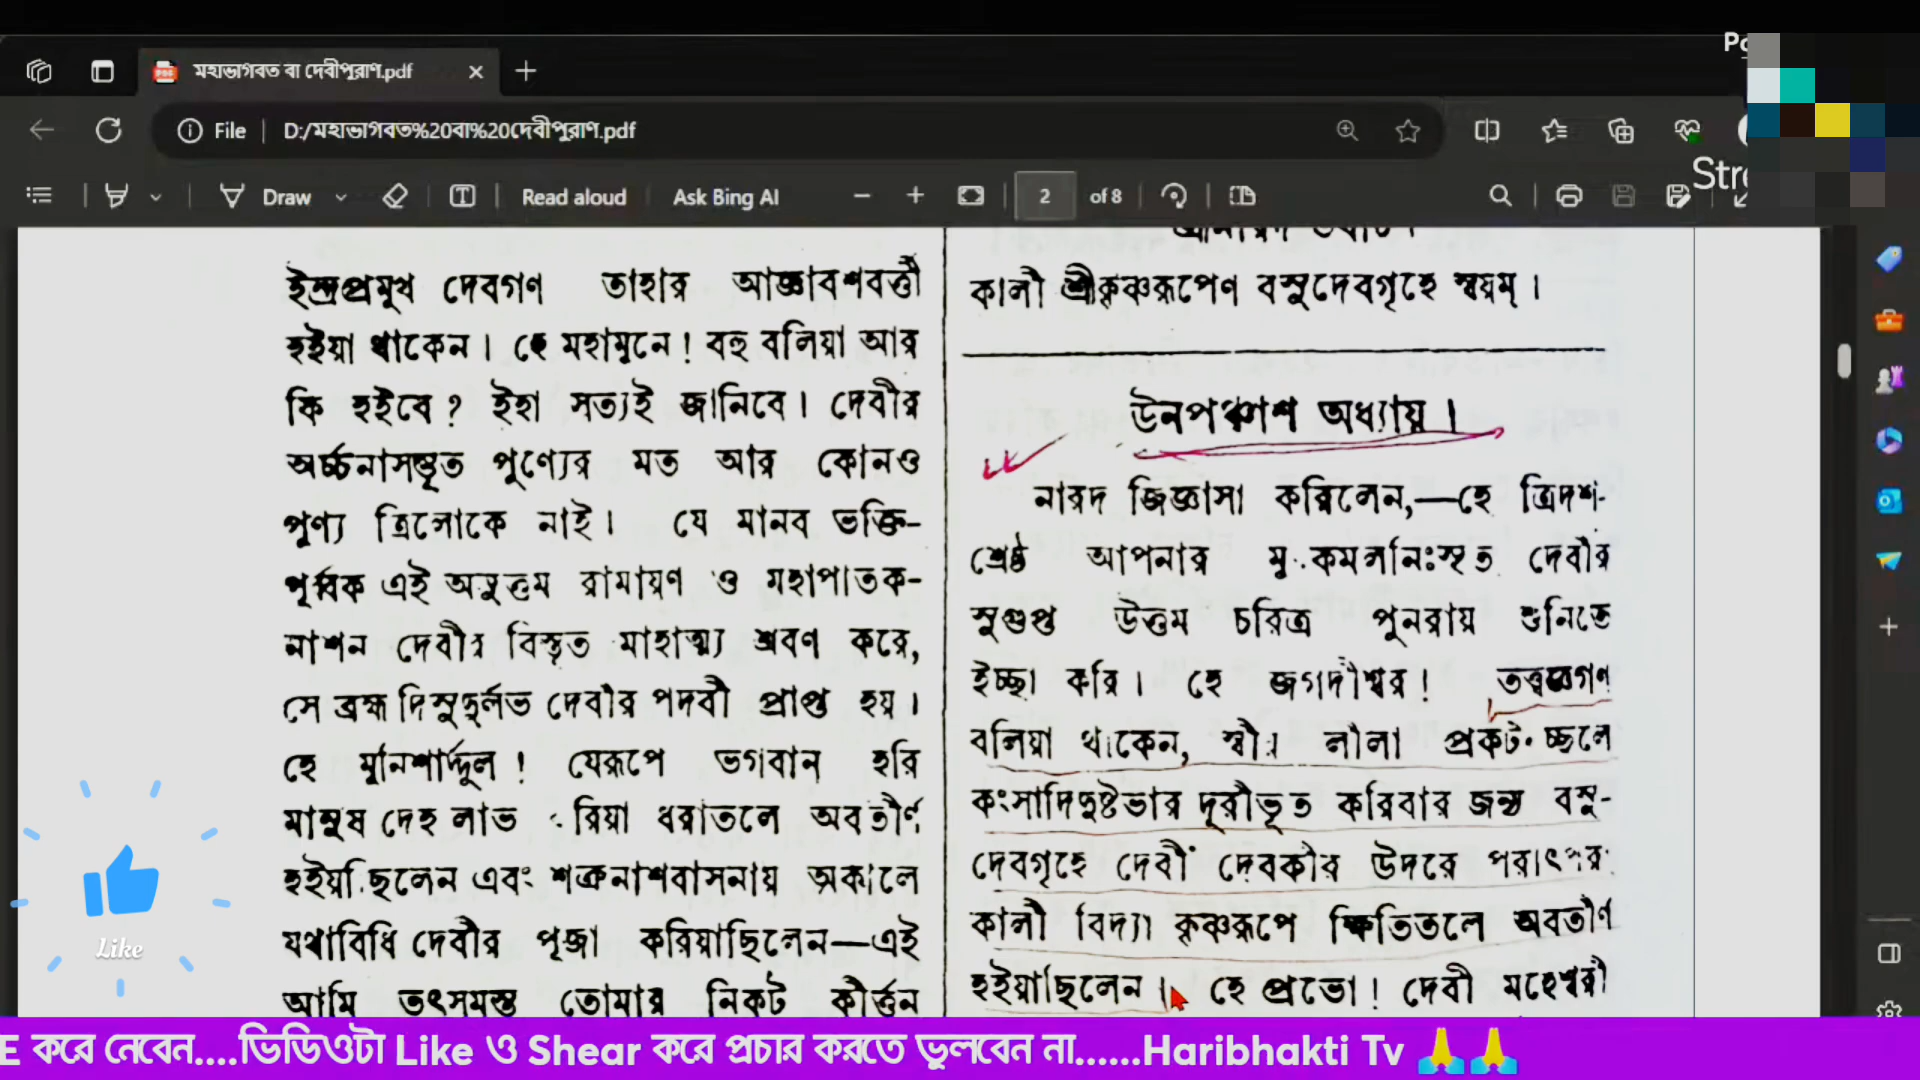 মহাভাগবত বা দেবীপুরাণ.pdf
File D:/মহাভাগবত%20বা%20দেবীপুরাণ.pdf
Draw Read aloud Ask Bing AI 2 of 8
ইন্দ্রপ্রমুখ দেবগণ তাহার আজ্ঞাবশবর্ত্তী
হইয়া থাকেন। হে মহামুনে! বহু বলিয়া আর
কি হইবে? ইহা সত্যই জানিবে। দেবীর
অর্চ্চনাসম্ভূত পুণ্যের মত আর কোনও
পুণ্য ত্রিলোকে নাই। যে মানব ভক্তি-
পূর্ব্বক এই অনুত্তম রামায়ণ ও মহাপাতক-
নাশন দেবীর বিস্তৃত মাহাত্ম্য শ্রবণ করে,
সে ব্রহ্ম দিসুদুর্লভ দেবীর পদবী প্রাপ্ত হয়।
হে মুনিশার্দ্দুল! যেরূপে ভগবান্ হরি
মানুষ দেহ লাভ রিয়া ধরাতলে অবতীর্ণ
হইয়াছিলেন এবং শত্রুনাশবাসনায় অকালে
যথাবিধি দেবীর পূজা করিয়াছিলেন—এই
আমি তৎসমস্ত তোমার নিকট কীর্ত্তন
কালী শ্রীকৃষ্ণরূপেণ বসুদেবগৃহে স্বয়ম্।
উনপঞ্চাশ অধ্যায়।
নারদ জিজ্ঞাসা করিলেন,—হে ত্রিদশ-
শ্রেষ্ঠ আপনার মু কমলনিঃসৃত দেবীর
সুগুপ্ত উত্তম চরিত্র পুনরায় শুনিতে
ইচ্ছা করি। হে জগদীশ্বর! তত্ত্বজ্ঞগণ
বলিয়া থাকেন, স্বী লীলা প্রকট চ্ছলে
কংসাদিদুষ্টভার দূরীভূত করিবার জন্য বসু-
দেবগৃহে দেবী দেবকীর উদরে পরাৎপর
কালী বিদ্যা কৃষ্ণরূপে ক্ষিতিতলে অবতীর্ণ
হইয়াছিলেন। হে প্রভো! দেবী মহেশ্বরী
Like
E করে নেবেন....ভিডিওটা Like ও Shear করে প্রচার করতে ভুলবেন না......Haribhakti Tv 🙏🙏